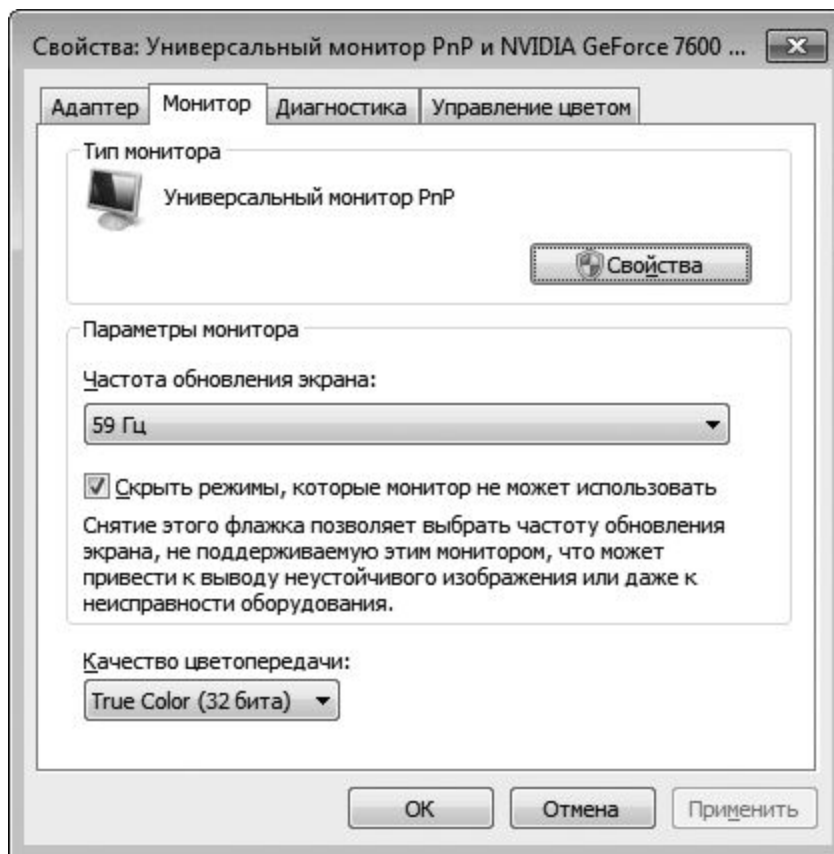 Свойства: Универсальный монитор PnP и NVIDIA GeForce 7600 ...
Адаптер Монитор Диагностика Управление цветом
Тип монитора
Универсальный монитор PnP
Свойства
Параметры монитора
Частота обновления экрана:
59 Гц
Скрыть режимы, которые монитор не может использовать
Снятие этого флажка позволяет выбрать частоту обновления
экрана, не поддерживаемую этим монитором, что может
привести к выводу неустойчивого изображения или даже к
неисправности оборудования.
Качество цветопередачи:
True Color (32 бита)
ОК Отмена Применить